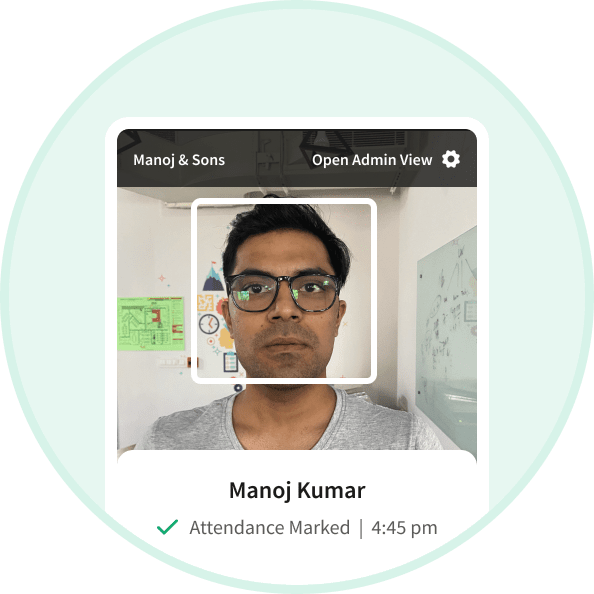 Manoj & Sons Open Admin View
Manoj Kumar
Attendance Marked | 4:45 pm